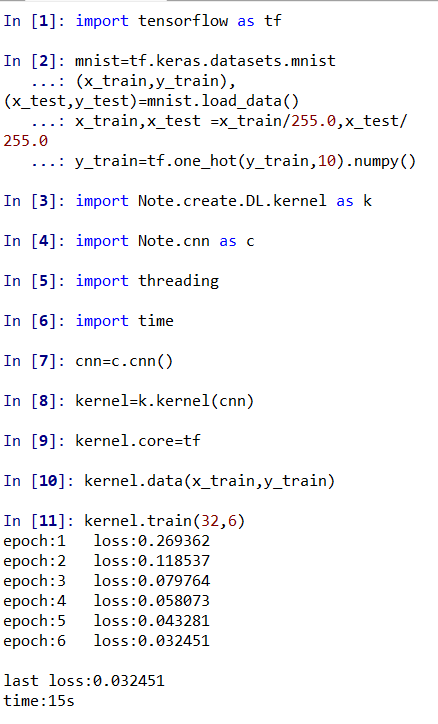 In [1]: import tensorflow as tf
In [2]: mnist=tf.keras.datasets.mnist
...: (x_train,y_train),
(x_test,y_test)=mnist.load_data()
...: x_train,x_test =x_train/255.0,x_test/
255.0
...: y_train=tf.one_hot(y_train,10).numpy()
In [3]: import Note.create.DL.kernel as k
In [4]: import Note.cnn as c
In [5]: import threading
In [6]: import time
In [7]: cnn=c.cnn()
In [8]: kernel=k.kernel(cnn)
In [9]: kernel.core=tf
In [10]: kernel.data(x_train,y_train)
In [11]: kernel.train(32,6)
epoch:1   loss:0.269362
epoch:2   loss:0.118537
epoch:3   loss:0.079764
epoch:4   loss:0.058073
epoch:5   loss:0.043281
epoch:6   loss:0.032451
last loss:0.032451
time:15s